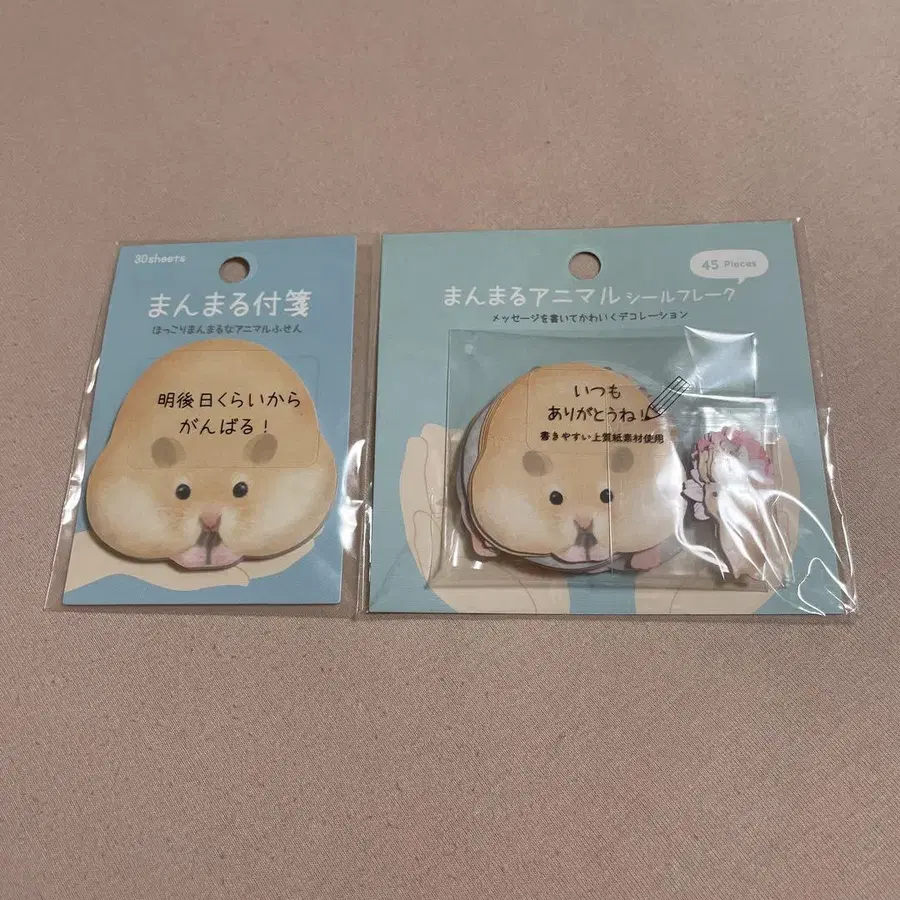 30sheets
まんまる付箋
ほっこりまんまるなアニマルふせん
明後日くらいから
がんばる！
45 Pieces
まんまるアニマル シールフレーク
メッセージを書いてかわいくデコレーション
いつも
ありがとうね！
書きやすい上質紙素材使用